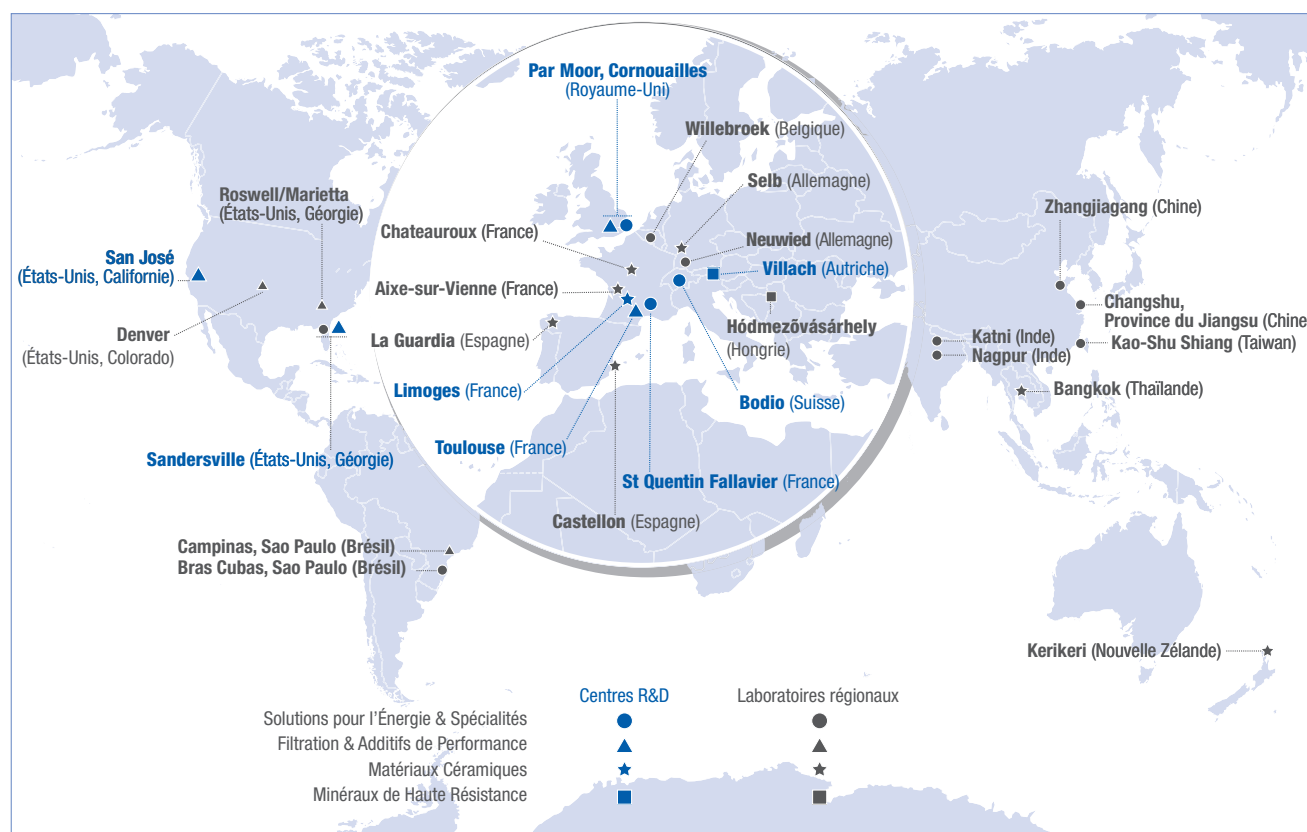 Par Moor, Cornouailles
(Royaume-Uni)
Willebroek (Belgique)
Selb (Allemagne)
Roswell/Marietta
(États-Unis, Géorgie)
Zhangjiagang (Chine)
Chateauroux (France)
Neuwied (Allemagne)
San José
(États-Unis, Californie)
Villach (Autriche)
Aixe-sur-Vienne (France)
Changshu,
Province du Jiangsu (Chine
Denver
(États-Unis, Colorado)
La Guardia (Espagne)
Hódmezõvásárhely
(Hongrie)
Katni (Inde)
Kao-Shu Shiang (Taiwan)
Nagpur (Inde)
Limoges (France)
Bodio (Suisse)
Bangkok (Thaïlande)
Toulouse (France)
Sandersville (États-Unis, Géorgie)
St Quentin Fallavier (France)
Castellon (Espagne)
Campinas, Sao Paulo (Brésil)
Bras Cubas, Sao Paulo (Brésil)
Kerikeri (Nouvelle Zélande)
Centres R&D
Laboratoires régionaux
Solutions pour l’Énergie & Spécialités
Filtration & Additifs de Performance
Matériaux Céramiques
Minéraux de Haute Résistance